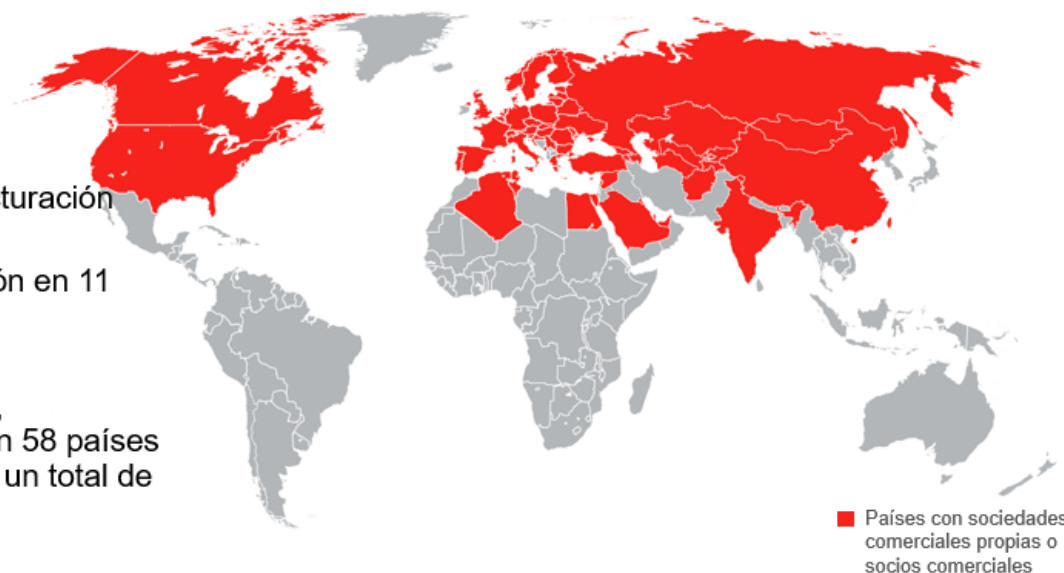 turación
ón en 11
n 58 países
un total de
Países con sociedades
comerciales propias o
socios comerciales